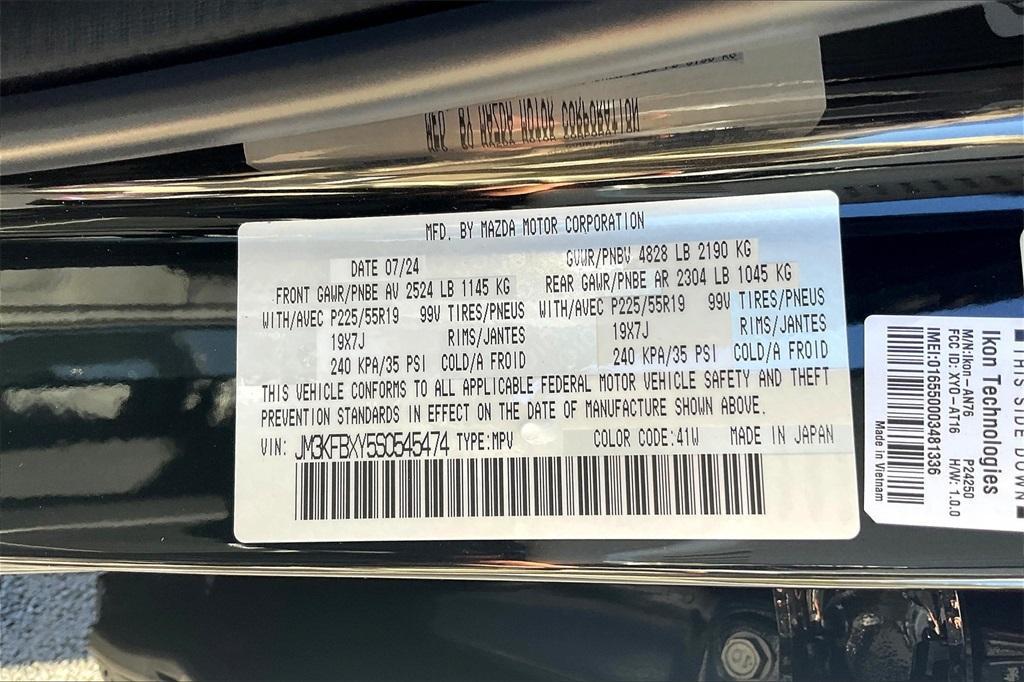 MFD. BY MAZDA MOTOR CORPORATION
DATE 07/24 GVWR/PNBV 4828 LB 2190 KG
FRONT GAWR/PNBE AV 2524 LB 1145 KG REAR GAWR/PNBE AR 2304 LB 1045 KG
WITH/AVEC P225/55R19 99V TIRES/PNEUS WITH/AVEC P225/55R19 99V TIRES/PNEUS
19X7J RIMS/JANTES 19X7J RIMS/JANTES
240 KPA/35 PSI COLD/A FROID 240 KPA/35 PSI COLD/A FROID
THIS VEHICLE CONFORMS TO ALL APPLICABLE FEDERAL MOTOR VEHICLE SAFETY AND THEFT
PREVENTION STANDARDS IN EFFECT ON THE DATE OF MANUFACTURE SHOWN ABOVE.
VIN: JM3KFBXY5S0545474 TYPE:MPV COLOR CODE:41W MADE IN JAPAN
THIS SIDE DOWN
Ikon Technologies
M/N:Ikon-AN76 P24250
FCC ID: XYO-AT16 H/W: 1.0.0
IMEI:016550003481336
Made in Vietnam